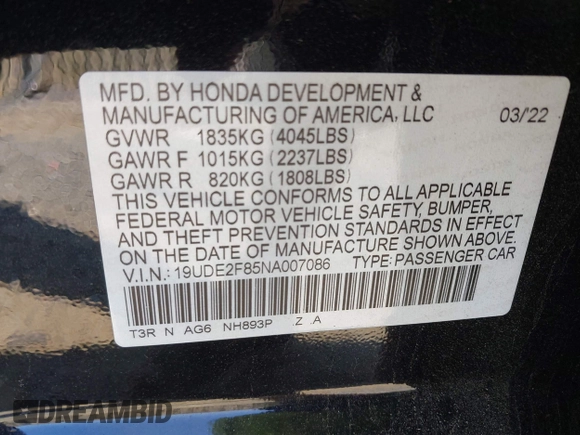 MFD. BY HONDA DEVELOPMENT &
MANUFACTURING OF AMERICA, LLC 03/'22
GVWR 1835KG (4045LBS)
GAWR F 1015KG (2237LBS)
GAWR R 820KG (1808LBS)
THIS VEHICLE CONFORMS TO ALL APPLICABLE
FEDERAL MOTOR VEHICLE SAFETY, BUMPER,
AND THEFT PREVENTION STANDARDS IN EFFECT
ON THE DATE OF MANUFACTURE SHOWN ABOVE.
V.I.N.: 19UDE2F85NA007086 TYPE: PASSENGER CAR
T3R N AG6 NH893P Z .A
DREAMBID